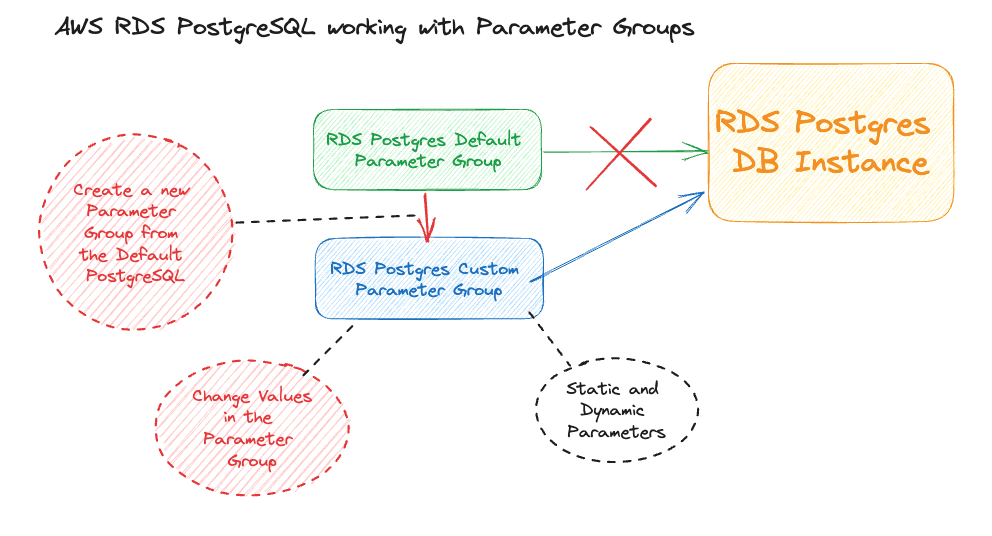 AWS RDS PostgreSQL working with Parameter Groups
RDS Postgres Default
Parameter Group
RDS Postgres
DB Instance
Create a new
Parameter
Group from
the Default
PostgreSQL
RDS Postgres Custom
Parameter Group
Change Values
in the
Parameter
Group
Static and
Dynamic
Parameters